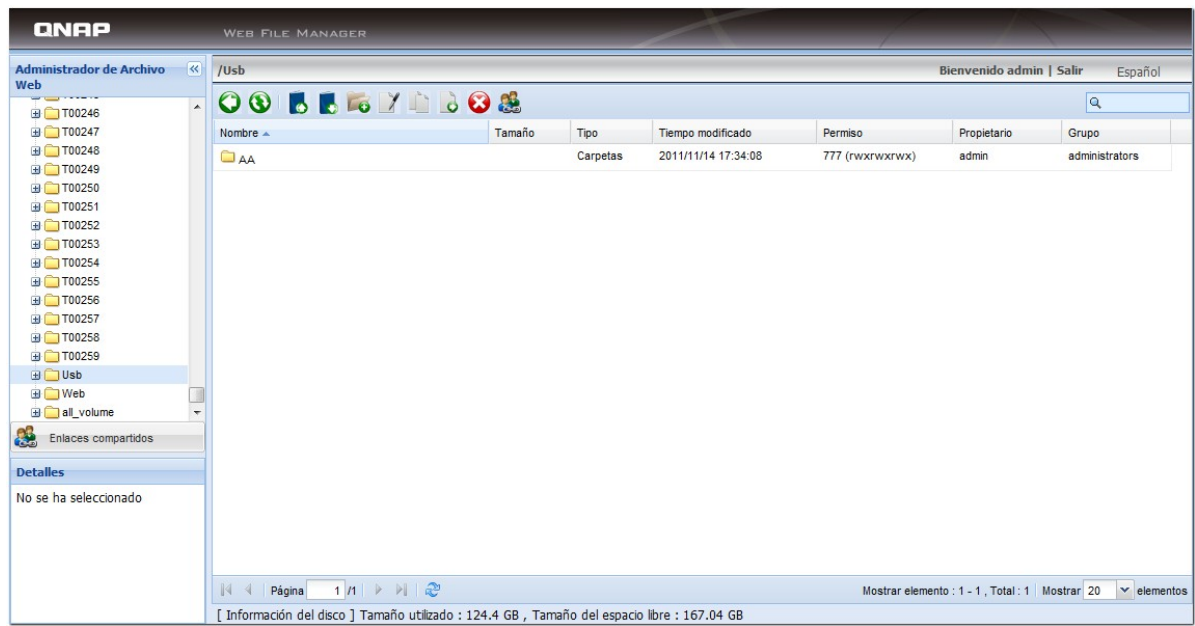 QNAP
WEB FILE MANAGER
Administrador de Archivo
Web
/Usb
Bienvenido admin | Salir
Español
T00246
T00247
T00248
T00249
T00250
T00251
T00252
T00253
T00254
T00255
T00256
T00257
T00258
T00259
Usb
Web
all_volume
Enlaces compartidos
Detalles
No se ha seleccionado
Nombre Tamaño Tipo Tiempo modificado Permiso Propietario Grupo
AA Carpetas 2011/11/14 17:34:08 777 (rwxrwxrwx) admin administrators
Página 1 /1
Mostrar elemento : 1 - 1 , Total : 1 Mostrar 20 elementos
[ Información del disco ] Tamaño utilizado : 124.4 GB , Tamaño del espacio libre : 167.04 GB